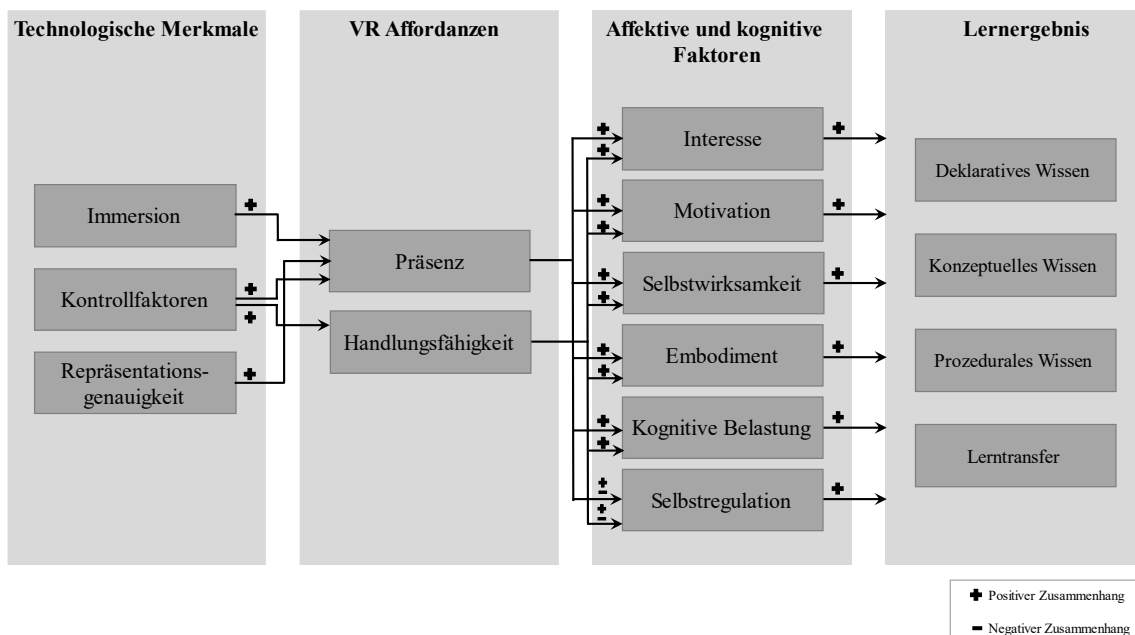 Technologische Merkmale
Immersion
Kontrollfaktoren
Repräsentations-
genauigkeit
VR Affordanzen
Präsenz
Handlungsfähigkeit
Affektive und kognitive
Faktoren
Interesse
Motivation
Selbstwirksamkeit
Embodiment
Kognitive Belastung
Selbstregulation
Lernergebnis
Deklaratives Wissen
Konzeptuelles Wissen
Prozedurales Wissen
Lerntransfer
+ Positiver Zusammenhang
- Negativer Zusammenhang